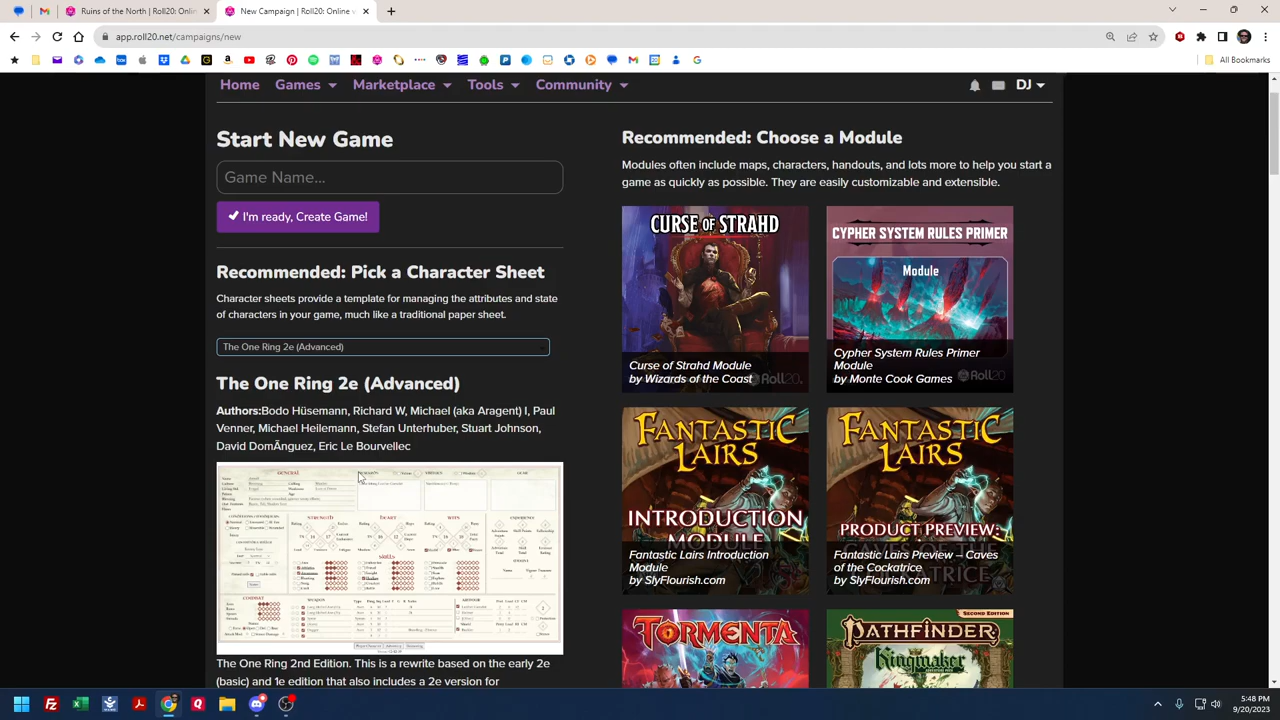 Ruins of the North | Roll20: Onli
New Campaign | Roll20: Online v
app.roll20.net/campaigns/new
All Bookmarks
Home
Games
Marketplace
Tools
Community
DJ
Start New Game
Game Name...
I'm ready, Create Game!
Recommended: Pick a Character Sheet
Character sheets provide a template for managing the attributes and state
of characters in your game, much like a traditional paper sheet.
The One Ring 2e (Advanced)
The One Ring 2e (Advanced)
Authors:Bodo Hüsemann, Richard W, Michael (aka Aragent) I, Paul
Venner, Michael Heilemann, Stefan Unterhuber, Stuart Johnson,
David DomÃnguez, Eric Le Bourvellec
GENERAL
STRENGTH
HEART
WITS
EXPERIENCE
SKILLS
COMBAT
The One Ring 2nd Edition. This is a rewrite based on the early 2e
(basic) and 1e edition that also includes a 2e version for
Recommended: Choose a Module
Modules often include maps, characters, handouts, and lots more to help you start a
game as quickly as possible. They are easily customizable and extensible.
CURSE OF STRAHD
Curse of Strahd Module
by Wizards of the Coast
Roll20
CYPHER SYSTEM RULES PRIMER
Module
Cypher System Rules Primer
Module
by Monte Cook Games
Roll20
FANTASTIC
LAIRS
INTRODUCTION
MODULE
Fantastic Lairs Introduction
Module
by SlyFlourish.com
FANTASTIC
LAIRS
PRODUCT PREVIEW:
Fantastic Lairs Preview – Caves
of the Cockatrice
by SlyFlourish.com
TORMENTA
SECOND EDITION
PATHFINDER
Kingmaker
5:48 PM
9/20/2023